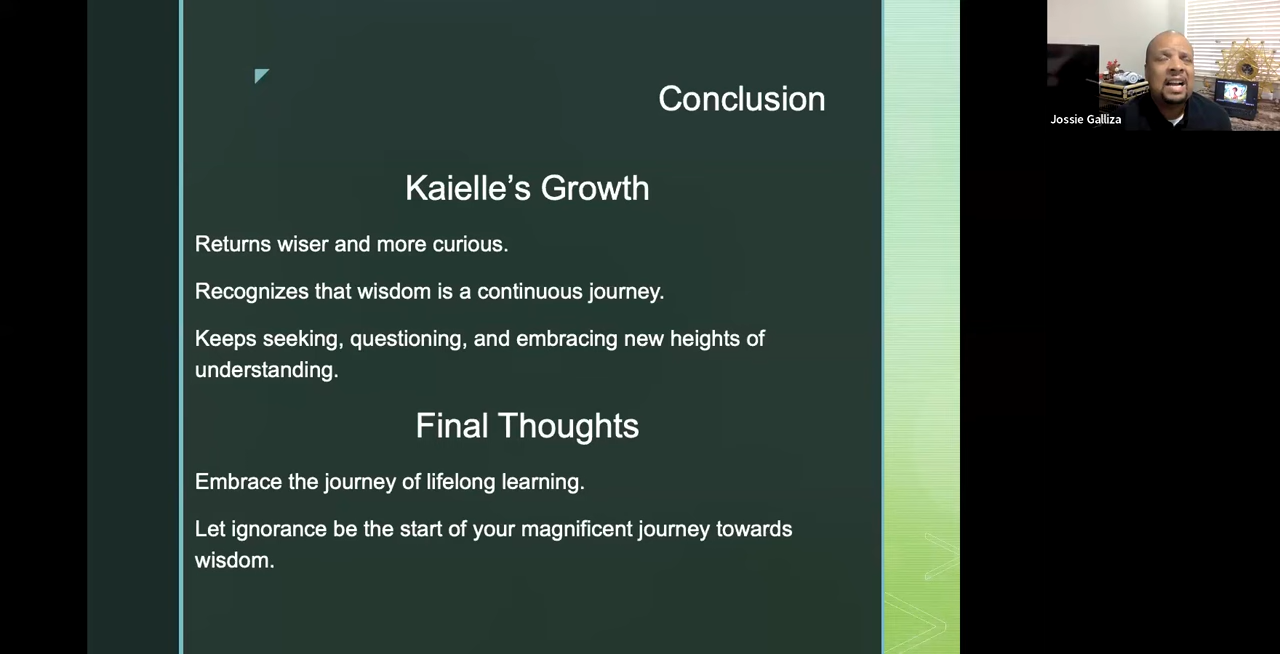 Conclusion
Kaielle’s Growth
Returns wiser and more curious.
Recognizes that wisdom is a continuous journey.
Keeps seeking, questioning, and embracing new heights of
understanding.
Final Thoughts
Embrace the journey of lifelong learning.
Let ignorance be the start of your magnificent journey towards
wisdom.
Jossie Galliza